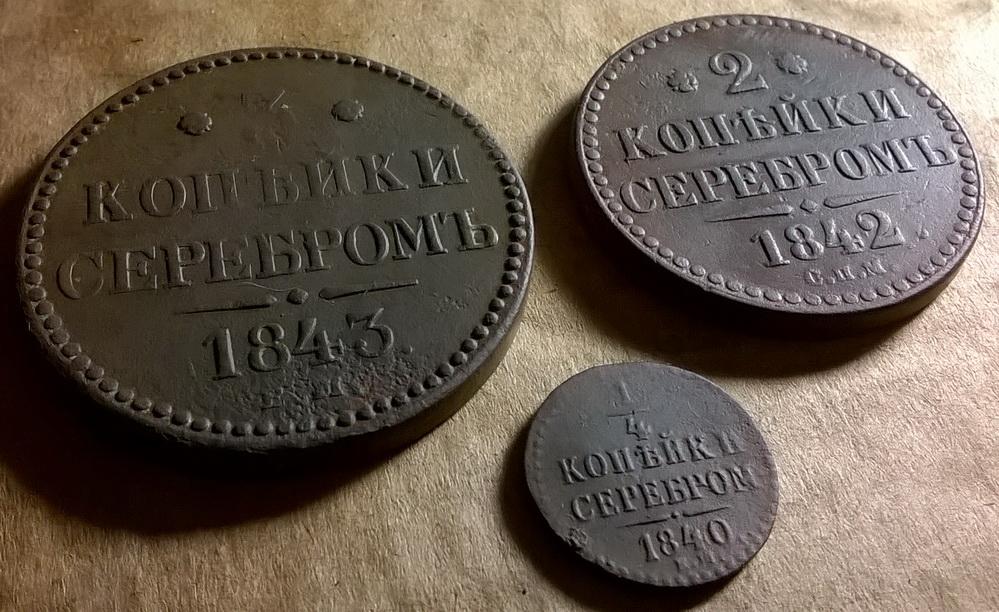 КОПѢЙКИ
СЕРЕБРОМЪ
1843.
2
КОПѢЙКИ
СЕРЕБРОМЪ
1842
С.П.М.
1
4
КОПѢЙКИ
СЕРЕБРОМ
1840